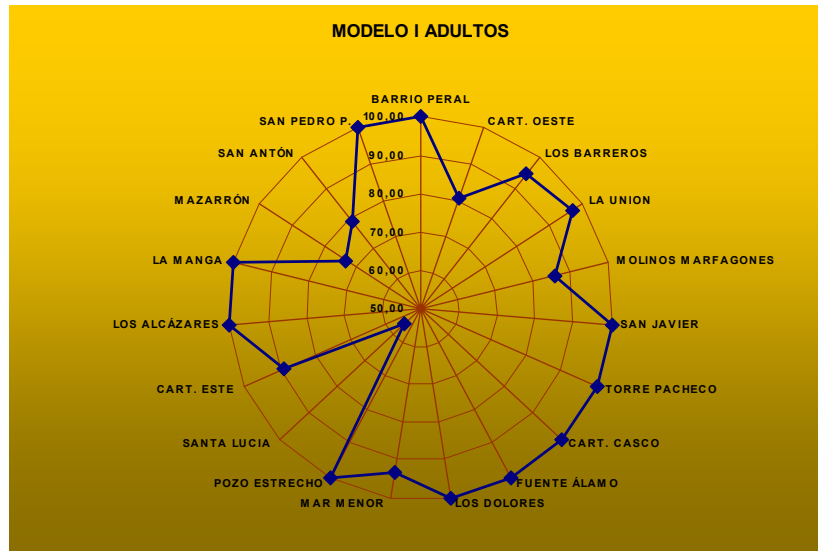 MODELO I ADULTOS
BARRIO PERAL
100,00
SAN PEDRO P.
CART. OESTE
SAN ANTÓN
90,00
LOS BARREROS
MAZARRÓN
80,00
LA UNION
70,00
LA MANGA
60,00
MOLINOS MARFAGONES
LOS ALCÁZARES
50,00
SAN JAVIER
CART. ESTE
TORRE PACHECO
SANTA LUCIA
CART. CASCO
POZO ESTRECHO
FUENTE ÁLAMO
MAR MENOR
LOS DOLORES